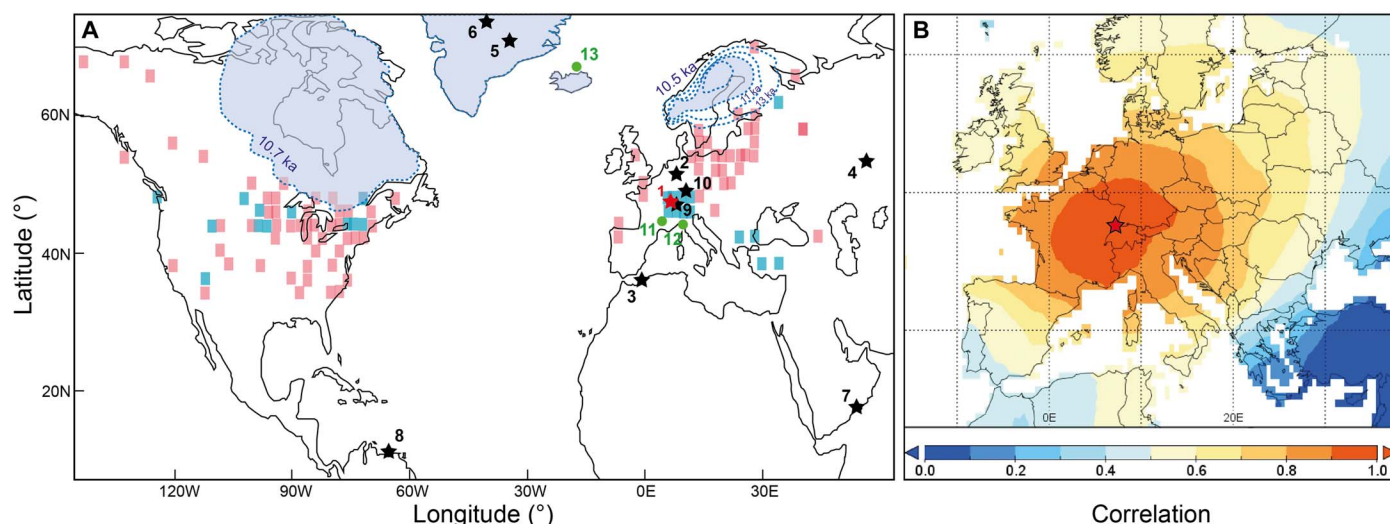 A
B
6
5
13
10.5 ka
11 ka
13 ka
60N
10.7 ka
2
4
10
1
9
11
12
40N
3
20N
7
8
Latitude (°)
120W
90W
60W
30W
0E
30E
Longitude (°)
0E
20E
0.0
0.2
0.4
0.6
0.8
1.0
Correlation